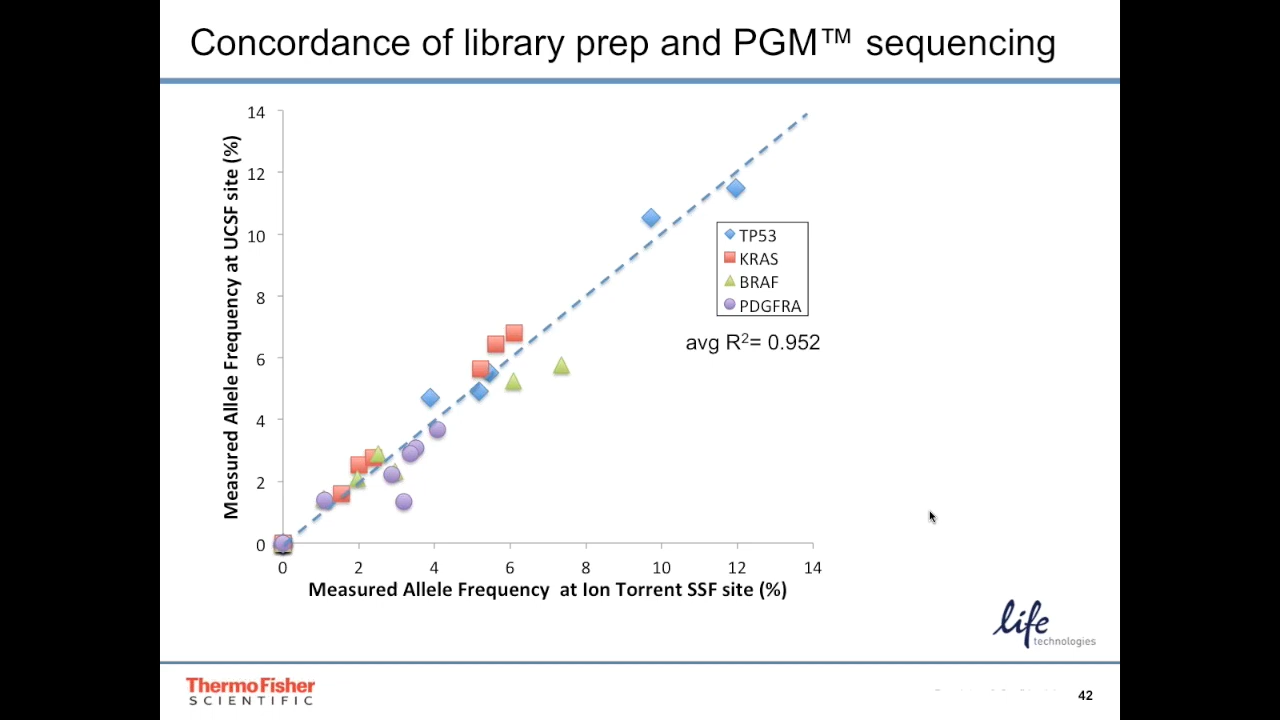 Concordance of library prep and PGM™ sequencing
Measured Allele Frequency at UCSF site (%)
14
12
10
8
6
4
2
0
TP53
KRAS
BRAF
PDGFRA
avg R²= 0.952
0 2 4 6 8 10 12 14
Measured Allele Frequency at Ion Torrent SSF site (%)
life
technologies
ThermoFisher
SCIENTIFIC
42